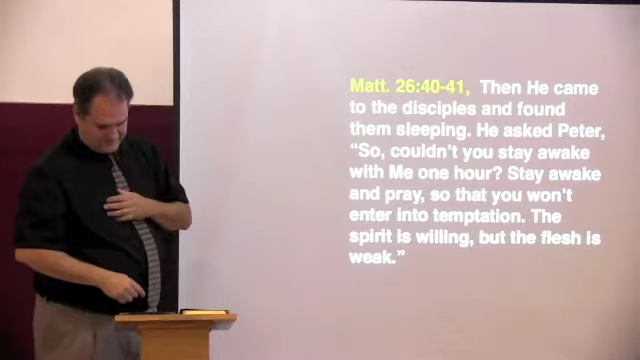 Matt. 26:40-41, Then He came
to the disciples and found
them sleeping. He asked Peter,
“So, couldn’t you stay awake
with Me one hour? Stay awake
and pray, so that you won’t
enter into temptation. The
spirit is willing, but the flesh is
weak.”